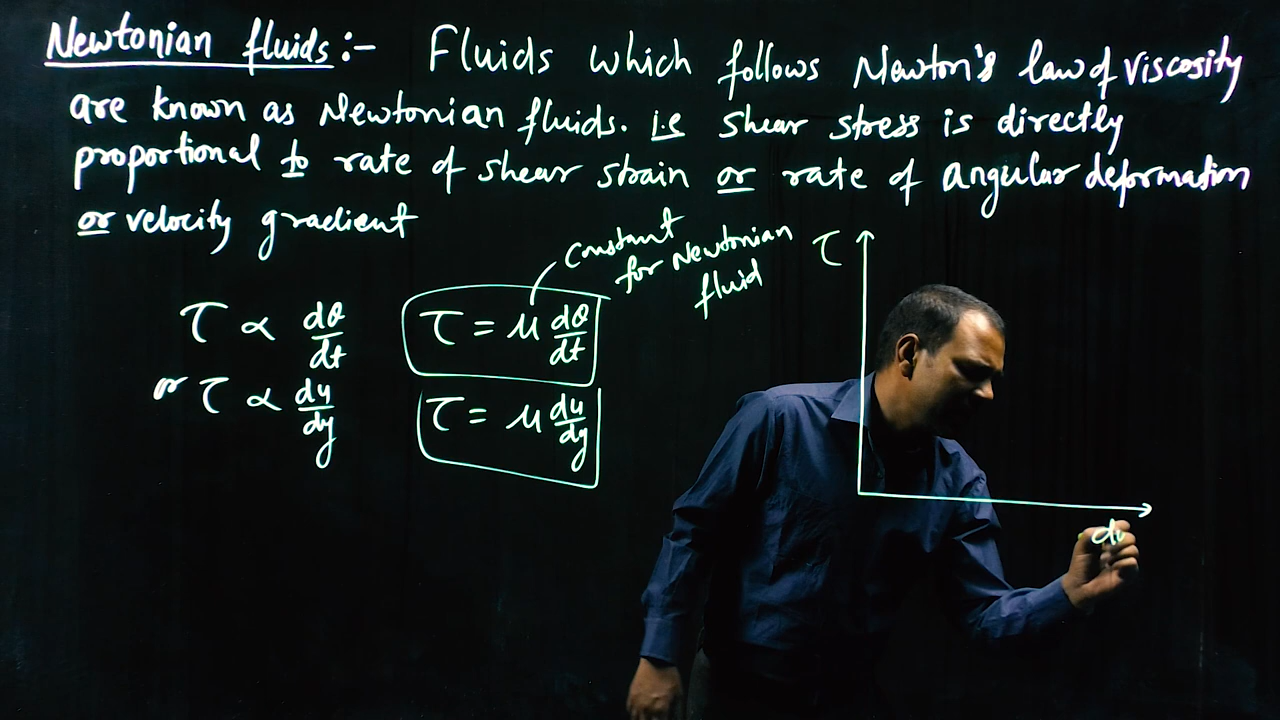 Newtonian fluids:- Fluids which follows Newton's law of viscosity
are known as Newtonian fluids. i.e shear stress is directly
proportional to rate of shear strain or rate of angular deformation
or velocity gradient
constant
for Newtonian
fluid
τ
τ ∝ dθ/dt
τ = μ dθ/dt
or τ ∝ du/dy
τ = μ du/dy
du